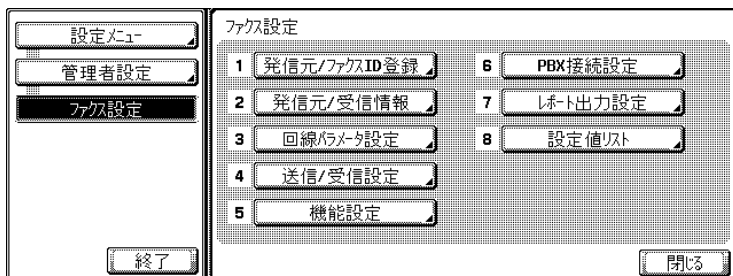 設定メニュー
管理者設定
ファクス設定
終了
ファクス設定
1 発信元/ファクスID登録
2 発信元/受信情報
3 回線パラメータ設定
4 送信/受信設定
5 機能設定
6 PBX接続設定
7 レポート出力設定
8 設定値リスト
閉じる